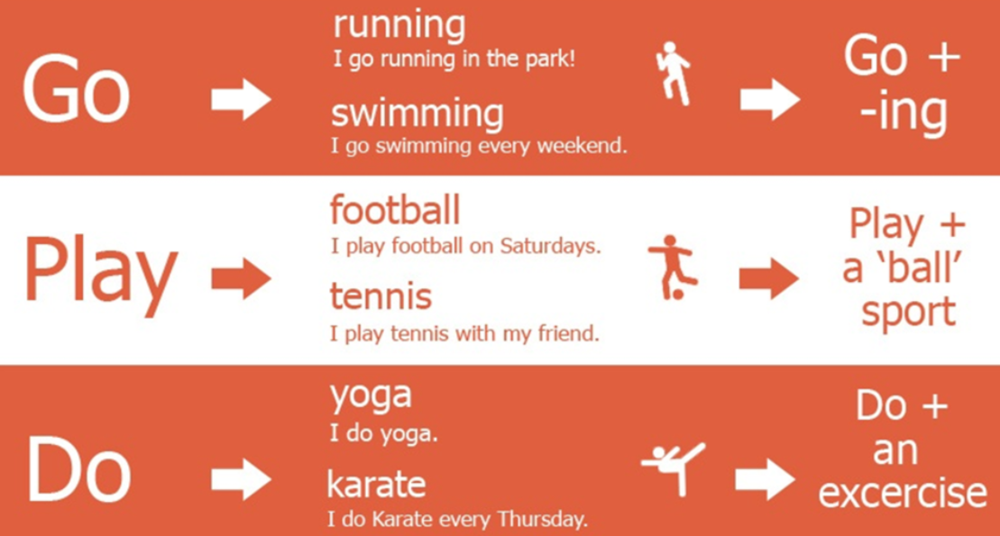 Go
running
I go running in the park!
swimming
I go swimming every weekend.
Go +
-ing
Play
football
I play football on Saturdays.
tennis
I play tennis with my friend.
Play +
a ‘ball’
sport
Do
yoga
I do yoga.
karate
I do Karate every Thursday.
Do +
an
excercise